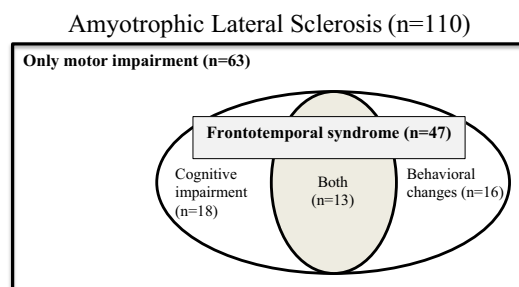 Amyotrophic Lateral Sclerosis (n=110)
Only motor impairment (n=63)
Frontotemporal syndrome (n=47)
Cognitive
impairment
(n=18)
Both
(n=13)
Behavioral
changes (n=16)